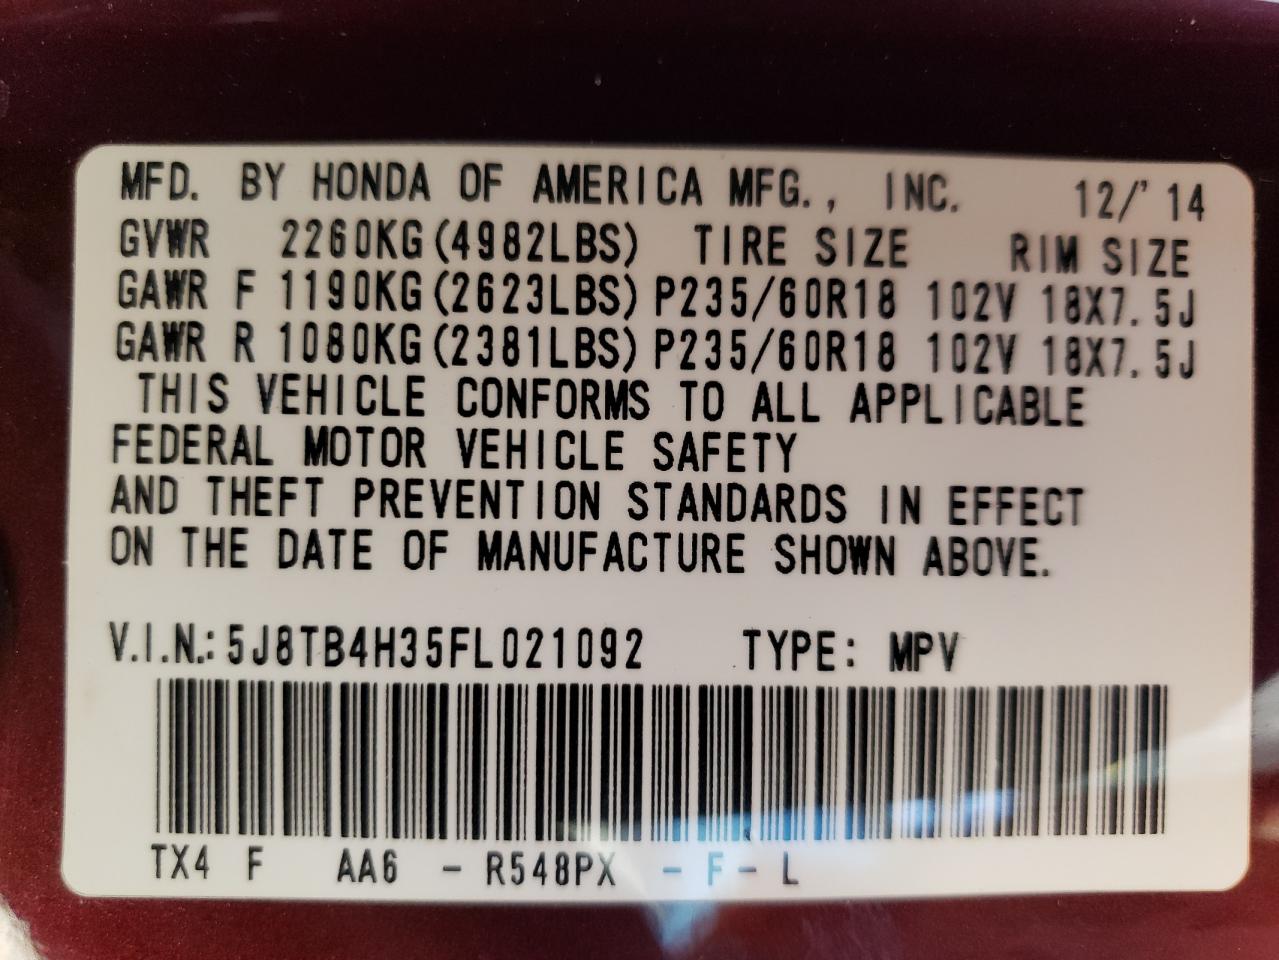 MFD. BY HONDA OF AMERICA MFG., INC. 12/'14
GVWR 2260KG(4982LBS) TIRE SIZE RIM SIZE
GAWR F 1190KG(2623LBS) P235/60R18 102V 18X7.5J
GAWR R 1080KG(2381LBS) P235/60R18 102V 18X7.5J
THIS VEHICLE CONFORMS TO ALL APPLICABLE
FEDERAL MOTOR VEHICLE SAFETY
AND THEFT PREVENTION STANDARDS IN EFFECT
ON THE DATE OF MANUFACTURE SHOWN ABOVE.
V.I.N.: 5J8TB4H35FL021092 TYPE: MPV
TX4 F AA6 - R548PX - F - L